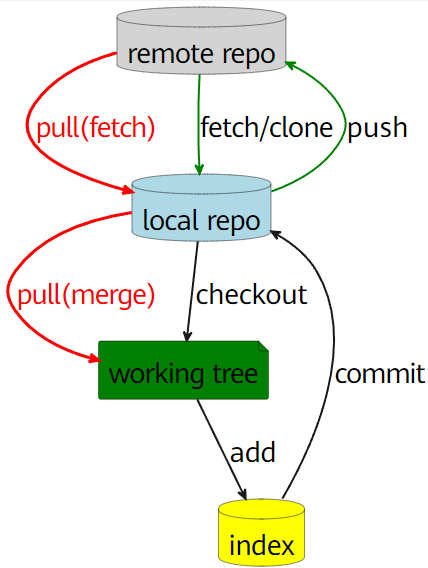 remote repo
pull(fetch)
fetch/clone
push
local repo
pull(merge)
checkout
working tree
commit
add
index